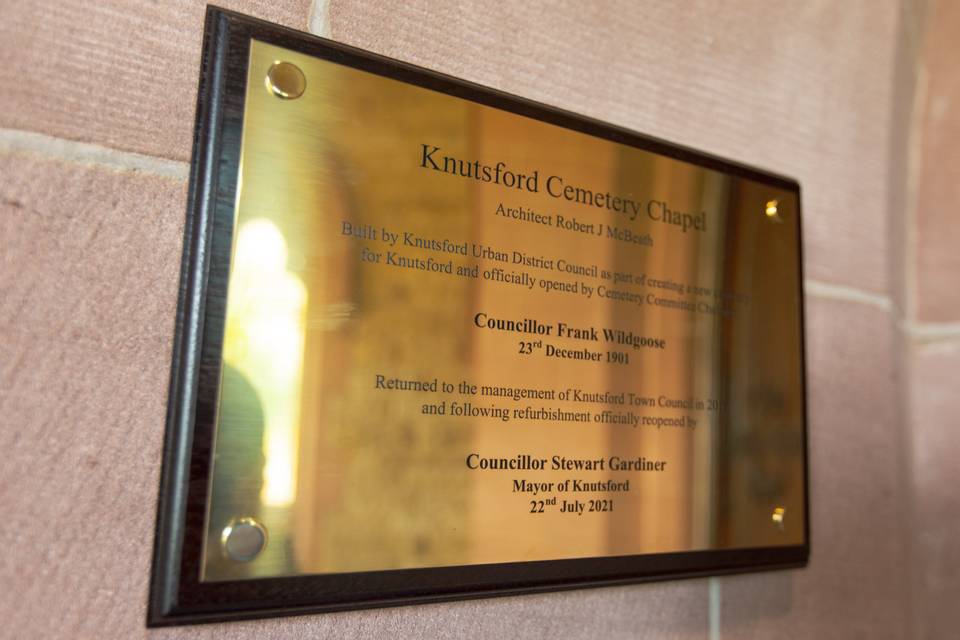 Knutsford Cemetery Chapel
Architect Robert J McBeath
Built by Knutsford Urban District Council as part of creating a new
for Knutsford and officially opened by Cemetery Committee
Councillor Frank Wildgoose
23rd December 1901
Returned to the management of Knutsford Town Council in
and following refurbishment officially reopened by
Councillor Stewart Gardiner
Mayor of Knutsford
22nd July 2021